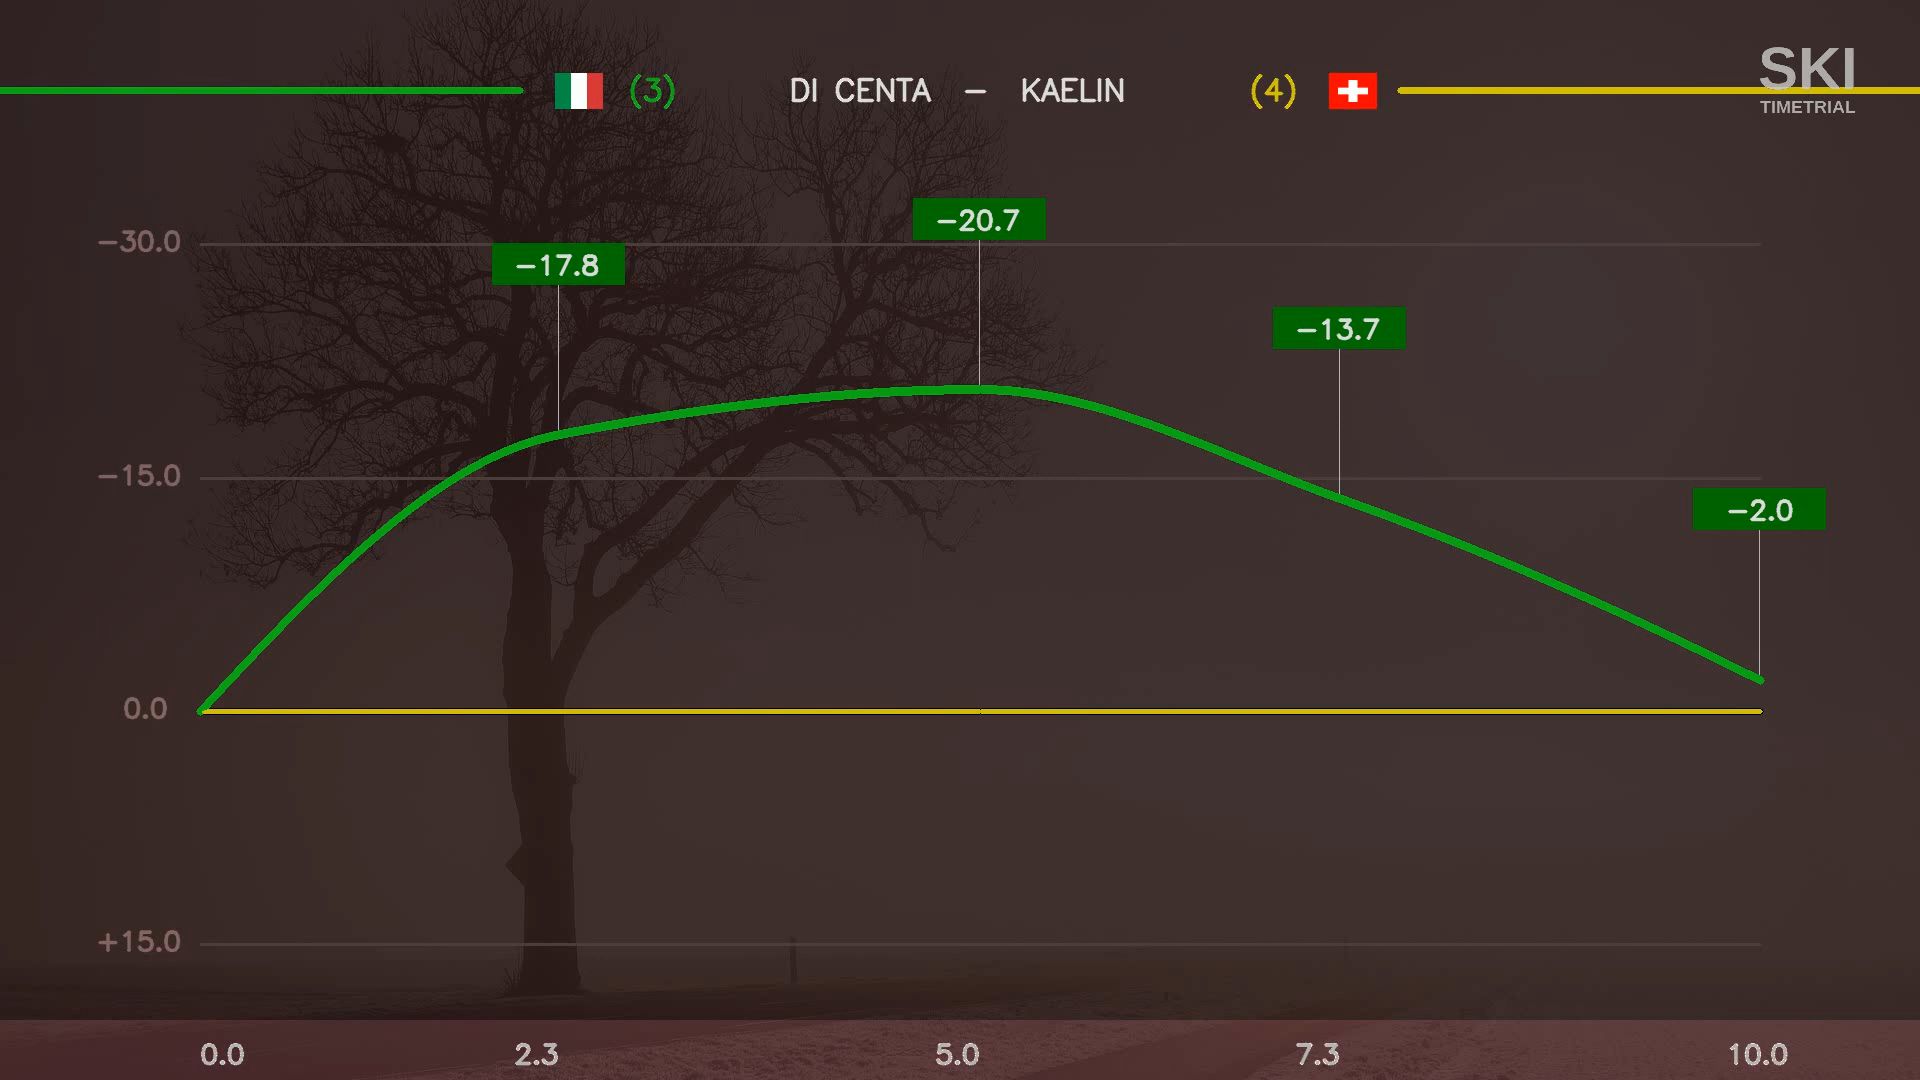 SKI
TIMETRIAL
(3) DI CENTA – KAELIN (4)
−30.0
−15.0
0.0
+15.0
−17.8
−20.7
−13.7
−2.0
0.0 2.3 5.0 7.3 10.0